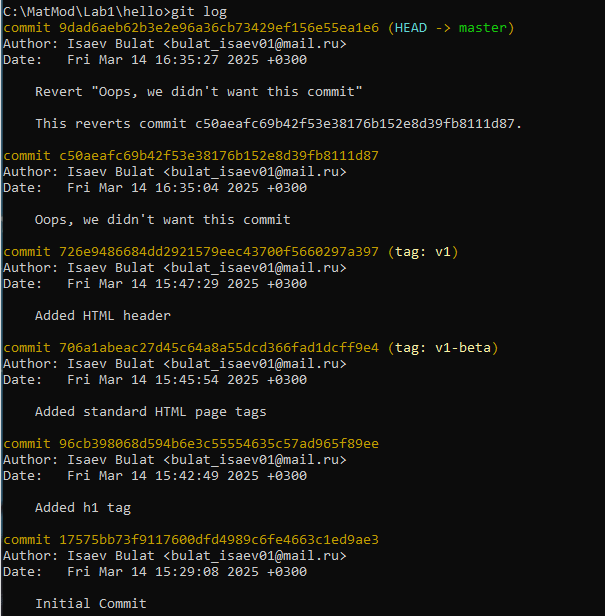 C:\MatMod\Lab1\hello>git log
commit 9dad6aeb62b3e2e96a36cb73429ef156e55ea1e6 (HEAD -> master)
Author: Isaev Bulat <bulat_isaev01@mail.ru>
Date:   Fri Mar 14 16:35:27 2025 +0300
    Revert "Oops, we didn't want this commit"
    This reverts commit c50aeafc69b42f53e38176b152e8d39fb8111d87.
commit c50aeafc69b42f53e38176b152e8d39fb8111d87
Author: Isaev Bulat <bulat_isaev01@mail.ru>
Date:   Fri Mar 14 16:35:04 2025 +0300
    Oops, we didn't want this commit
commit 726e9486684dd2921579eec43700f5660297a397 (tag: v1)
Author: Isaev Bulat <bulat_isaev01@mail.ru>
Date:   Fri Mar 14 15:47:29 2025 +0300
    Added HTML header
commit 706a1abeac27d45c64a8a55dcd366fad1dcff9e4 (tag: v1-beta)
Author: Isaev Bulat <bulat_isaev01@mail.ru>
Date:   Fri Mar 14 15:45:54 2025 +0300
    Added standard HTML page tags
commit 96cb398068d594b6e3c55554635c57ad965f89ee
Author: Isaev Bulat <bulat_isaev01@mail.ru>
Date:   Fri Mar 14 15:42:49 2025 +0300
    Added h1 tag
commit 17575bb73f9117600dfd4989c6fe4663c1ed9ae3
Author: Isaev Bulat <bulat_isaev01@mail.ru>
Date:   Fri Mar 14 15:29:08 2025 +0300
    Initial Commit